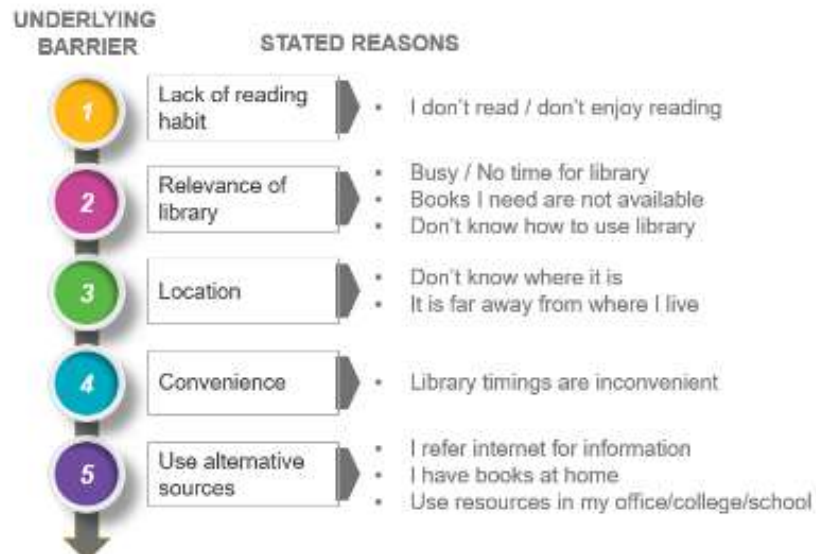 UNDERLYING
BARRIER
STATED REASONS
1
Lack of reading
habit
• I don't read / don't enjoy reading
2
Relevance of
library
• Busy / No time for library
• Books I need are not available
• Don't know how to use library
3
Location
• Don't know where it is
• It is far away from where I live
4
Convenience
• Library timings are inconvenient
5
Use alternative
sources
• I refer internet for information
• I have books at home
• Use resources in my office/college/school